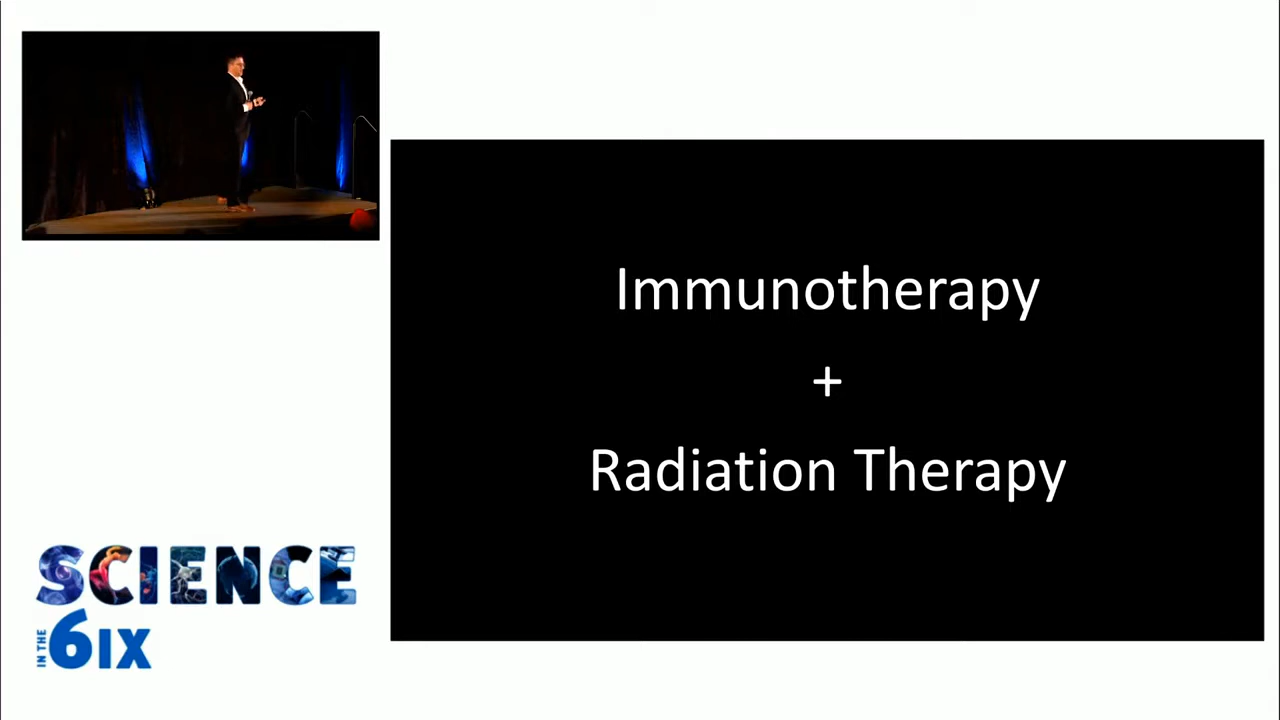 Immunotherapy
+
Radiation Therapy
SCIENCE
IN THE 6IX